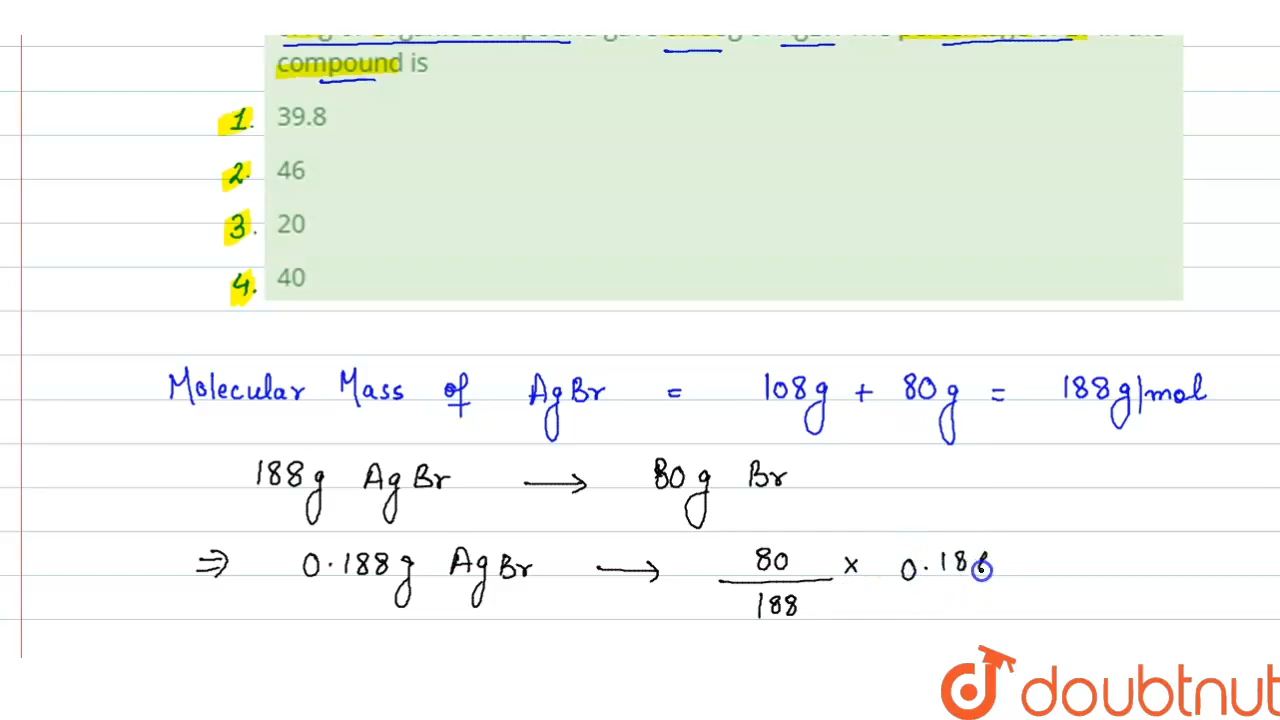 compound is
1. 39.8
2. 46
3. 20
4. 40
Molecular Mass of AgBr = 108g + 80g = 188g/mol
188g AgBr → 80g Br
⇒ 0.188g AgBr → 80/188 × 0.188
doubtnut